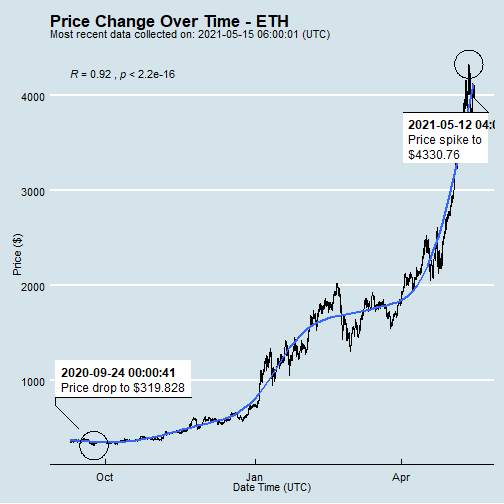 Price Change Over Time - ETH
Most recent data collected on: 2021-05-15 06:00:01 (UTC)
R = 0.92 , p < 2.2e-16
4000
2021-05-12 04:0
Price spike to
$4330.76
3000
Price ($)
2000
2020-09-24 00:00:41
Price drop to $319.828
1000
Oct
Jan
Apr
Date Time (UTC)